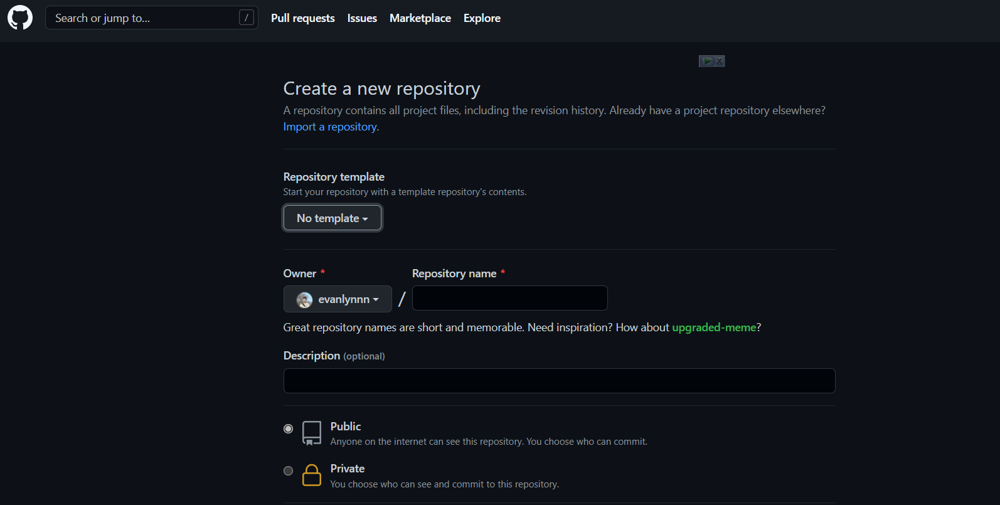 Search or jump to...
/
Pull requests
Issues
Marketplace
Explore
Create a new repository
A repository contains all project files, including the revision history. Already have a project repository elsewhere?
Import a repository.
Repository template
Start your repository with a template repository's contents.
No template
Owner *
Repository name *
evanlynnn
/
Great repository names are short and memorable. Need inspiration? How about upgraded-meme?
Description (optional)
Public
Anyone on the internet can see this repository. You choose who can commit.
Private
You choose who can see and commit to this repository.